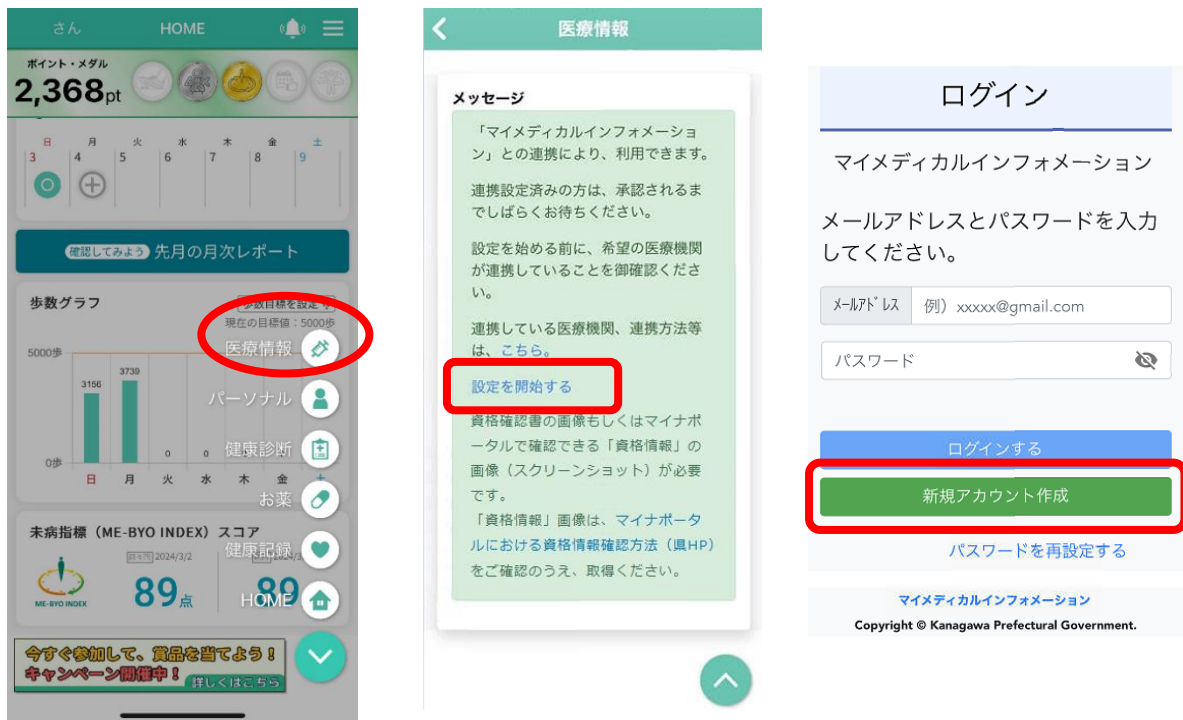 さん
HOME
ポイント・メダル
2,368pt
日 月 火 水 木 金 土
3 4 5 6 7 8 9
確認してみよう 先月の月次レポート
歩数グラフ
歩数目標を設定
現在の目標値：5000歩
医療情報
5000歩
3156
3739
パーソナル
0 0
健康診断
0歩
日 月 火 水 木 金
お薬
未病指標（ME-BYO INDEX）スコア
2024/3/2
健康記録
ME-BYO INDEX
89点
89
HOME
今すぐ参加して、賞品を当てよう！
キャンペーン開催中！
詳しくはこちら
医療情報
メッセージ
「マイメディカルインフォメーショ
ン」との連携により、利用できます。
連携設定済みの方は、承認されるま
でしばらくお待ちください。
設定を始める前に、希望の医療機関
が連携していることを御確認くださ
い。
連携している医療機関、連携方法等
は、こちら。
設定を開始する
資格確認書の画像もしくはマイナポ
ータルで確認できる「資格情報」の
画像（スクリーンショット）が必要
です。
「資格情報」画像は、マイナポータ
ルにおける資格情報確認方法（県HP）
をご確認のうえ、取得ください。
ログイン
マイメディカルインフォメーション
メールアドレスとパスワードを入力
してください。
ﾒｰﾙｱﾄﾞﾚｽ 例）xxxxx@gmail.com
パスワード
ログインする
新規アカウント作成
パスワードを再設定する
マイメディカルインフォメーション
Copyright © Kanagawa Prefectural Government.